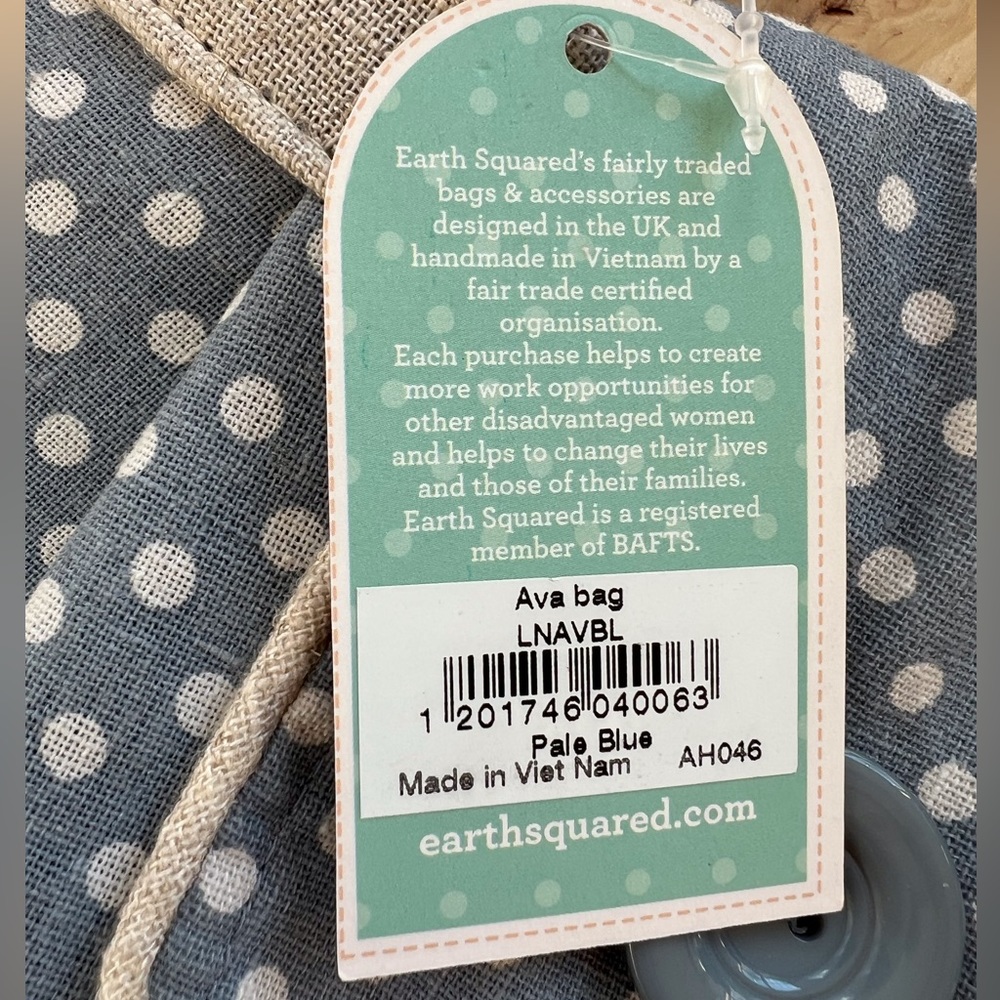 Earth Squared's fairly traded
bags & accessories are
designed in the UK and
handmade in Vietnam by a
fair trade certified
organisation.
Each purchase helps to create
more work opportunities for
other disadvantaged women
and helps to change their lives
and those of their families.
Earth Squared is a registered
member of BAFTS.
Ava bag
LNAVBL
1 201746 040063
Pale Blue
Made in Viet Nam AH046
earthsquared.com